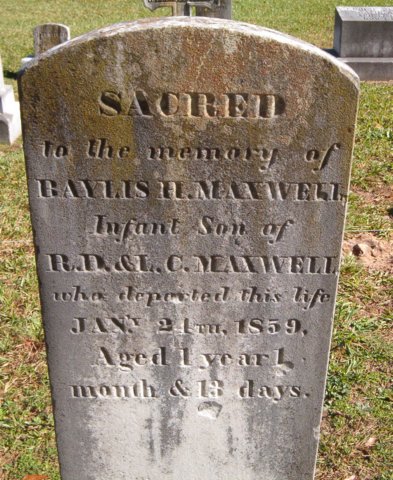 SACRED
to the memory of
BAYLIS H. MAXWELL
Infant Son of
R.D. & L.C. MAXWELL
who departed this life
JANY 24TH, 1859,
Aged 1 year 1
month & 13 days.